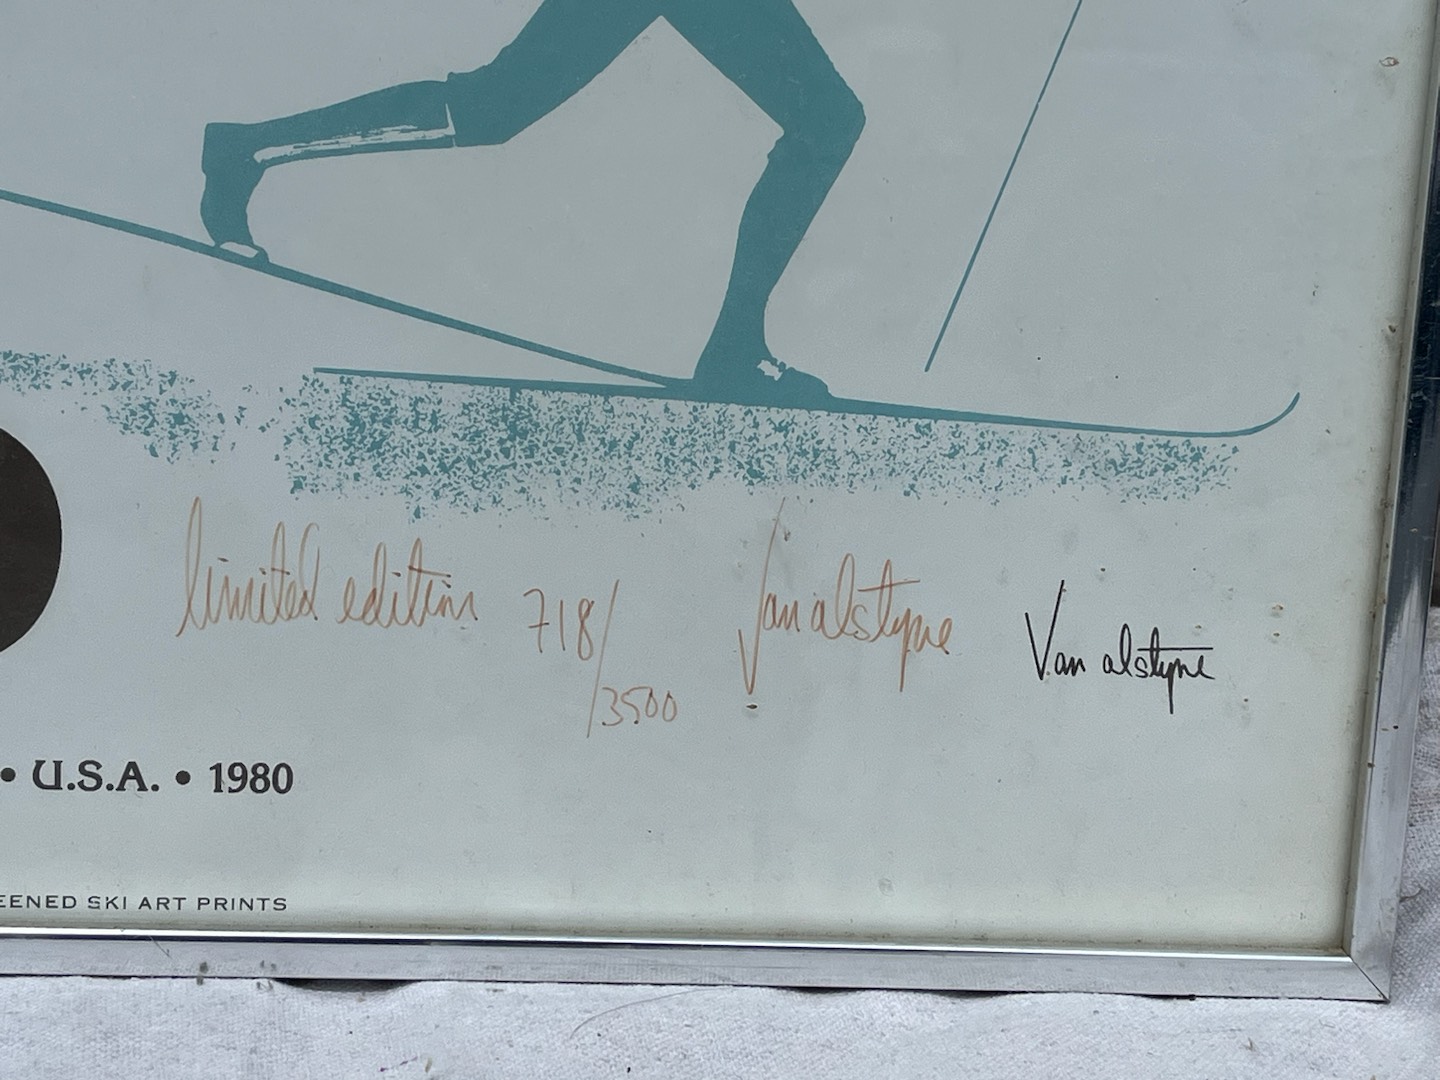 limited edition 718/3500 Van alstyne Van alstyne
• U.S.A. • 1980
EENED SKI ART PRINTS